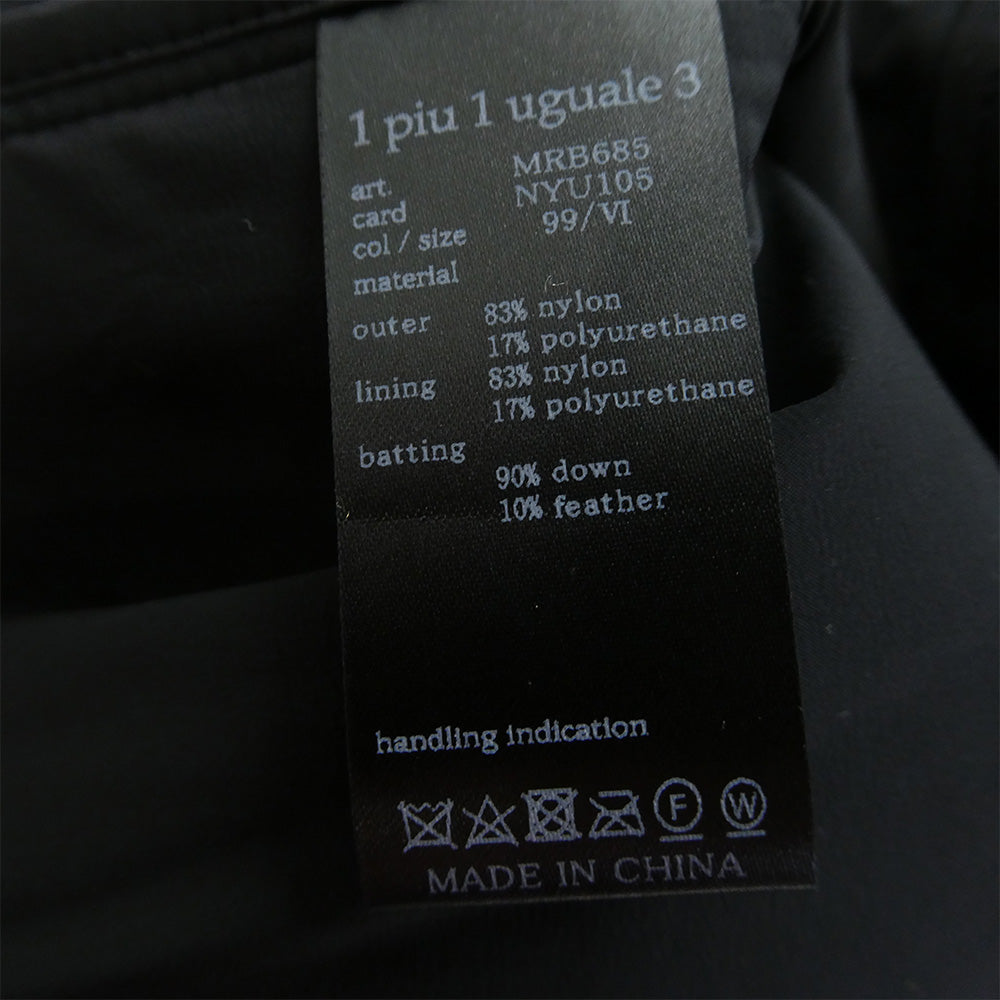 1 piu 1 uguale 3
art. MRB685
card NYU105
col / size 99/VI
material
outer 83% nylon
17% polyurethane
lining 83% nylon
17% polyurethane
batting
90% down
10% feather
handling indication
F W
MADE IN CHINA